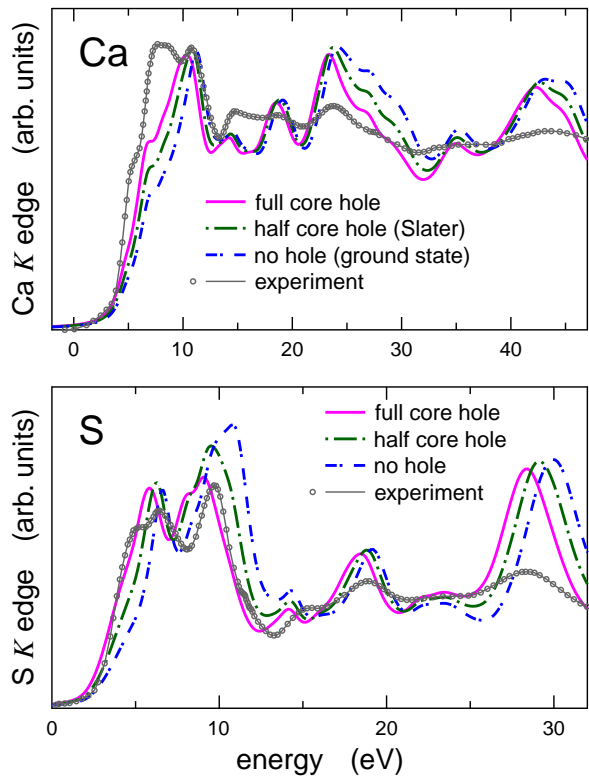 Ca
Ca K edge (arb. units)
full core hole
half core hole (Slater)
no hole (ground state)
experiment
0 10 20 30 40
S
S K edge (arb. units)
full core hole
half core hole
no hole
experiment
0 10 20 30
energy (eV)